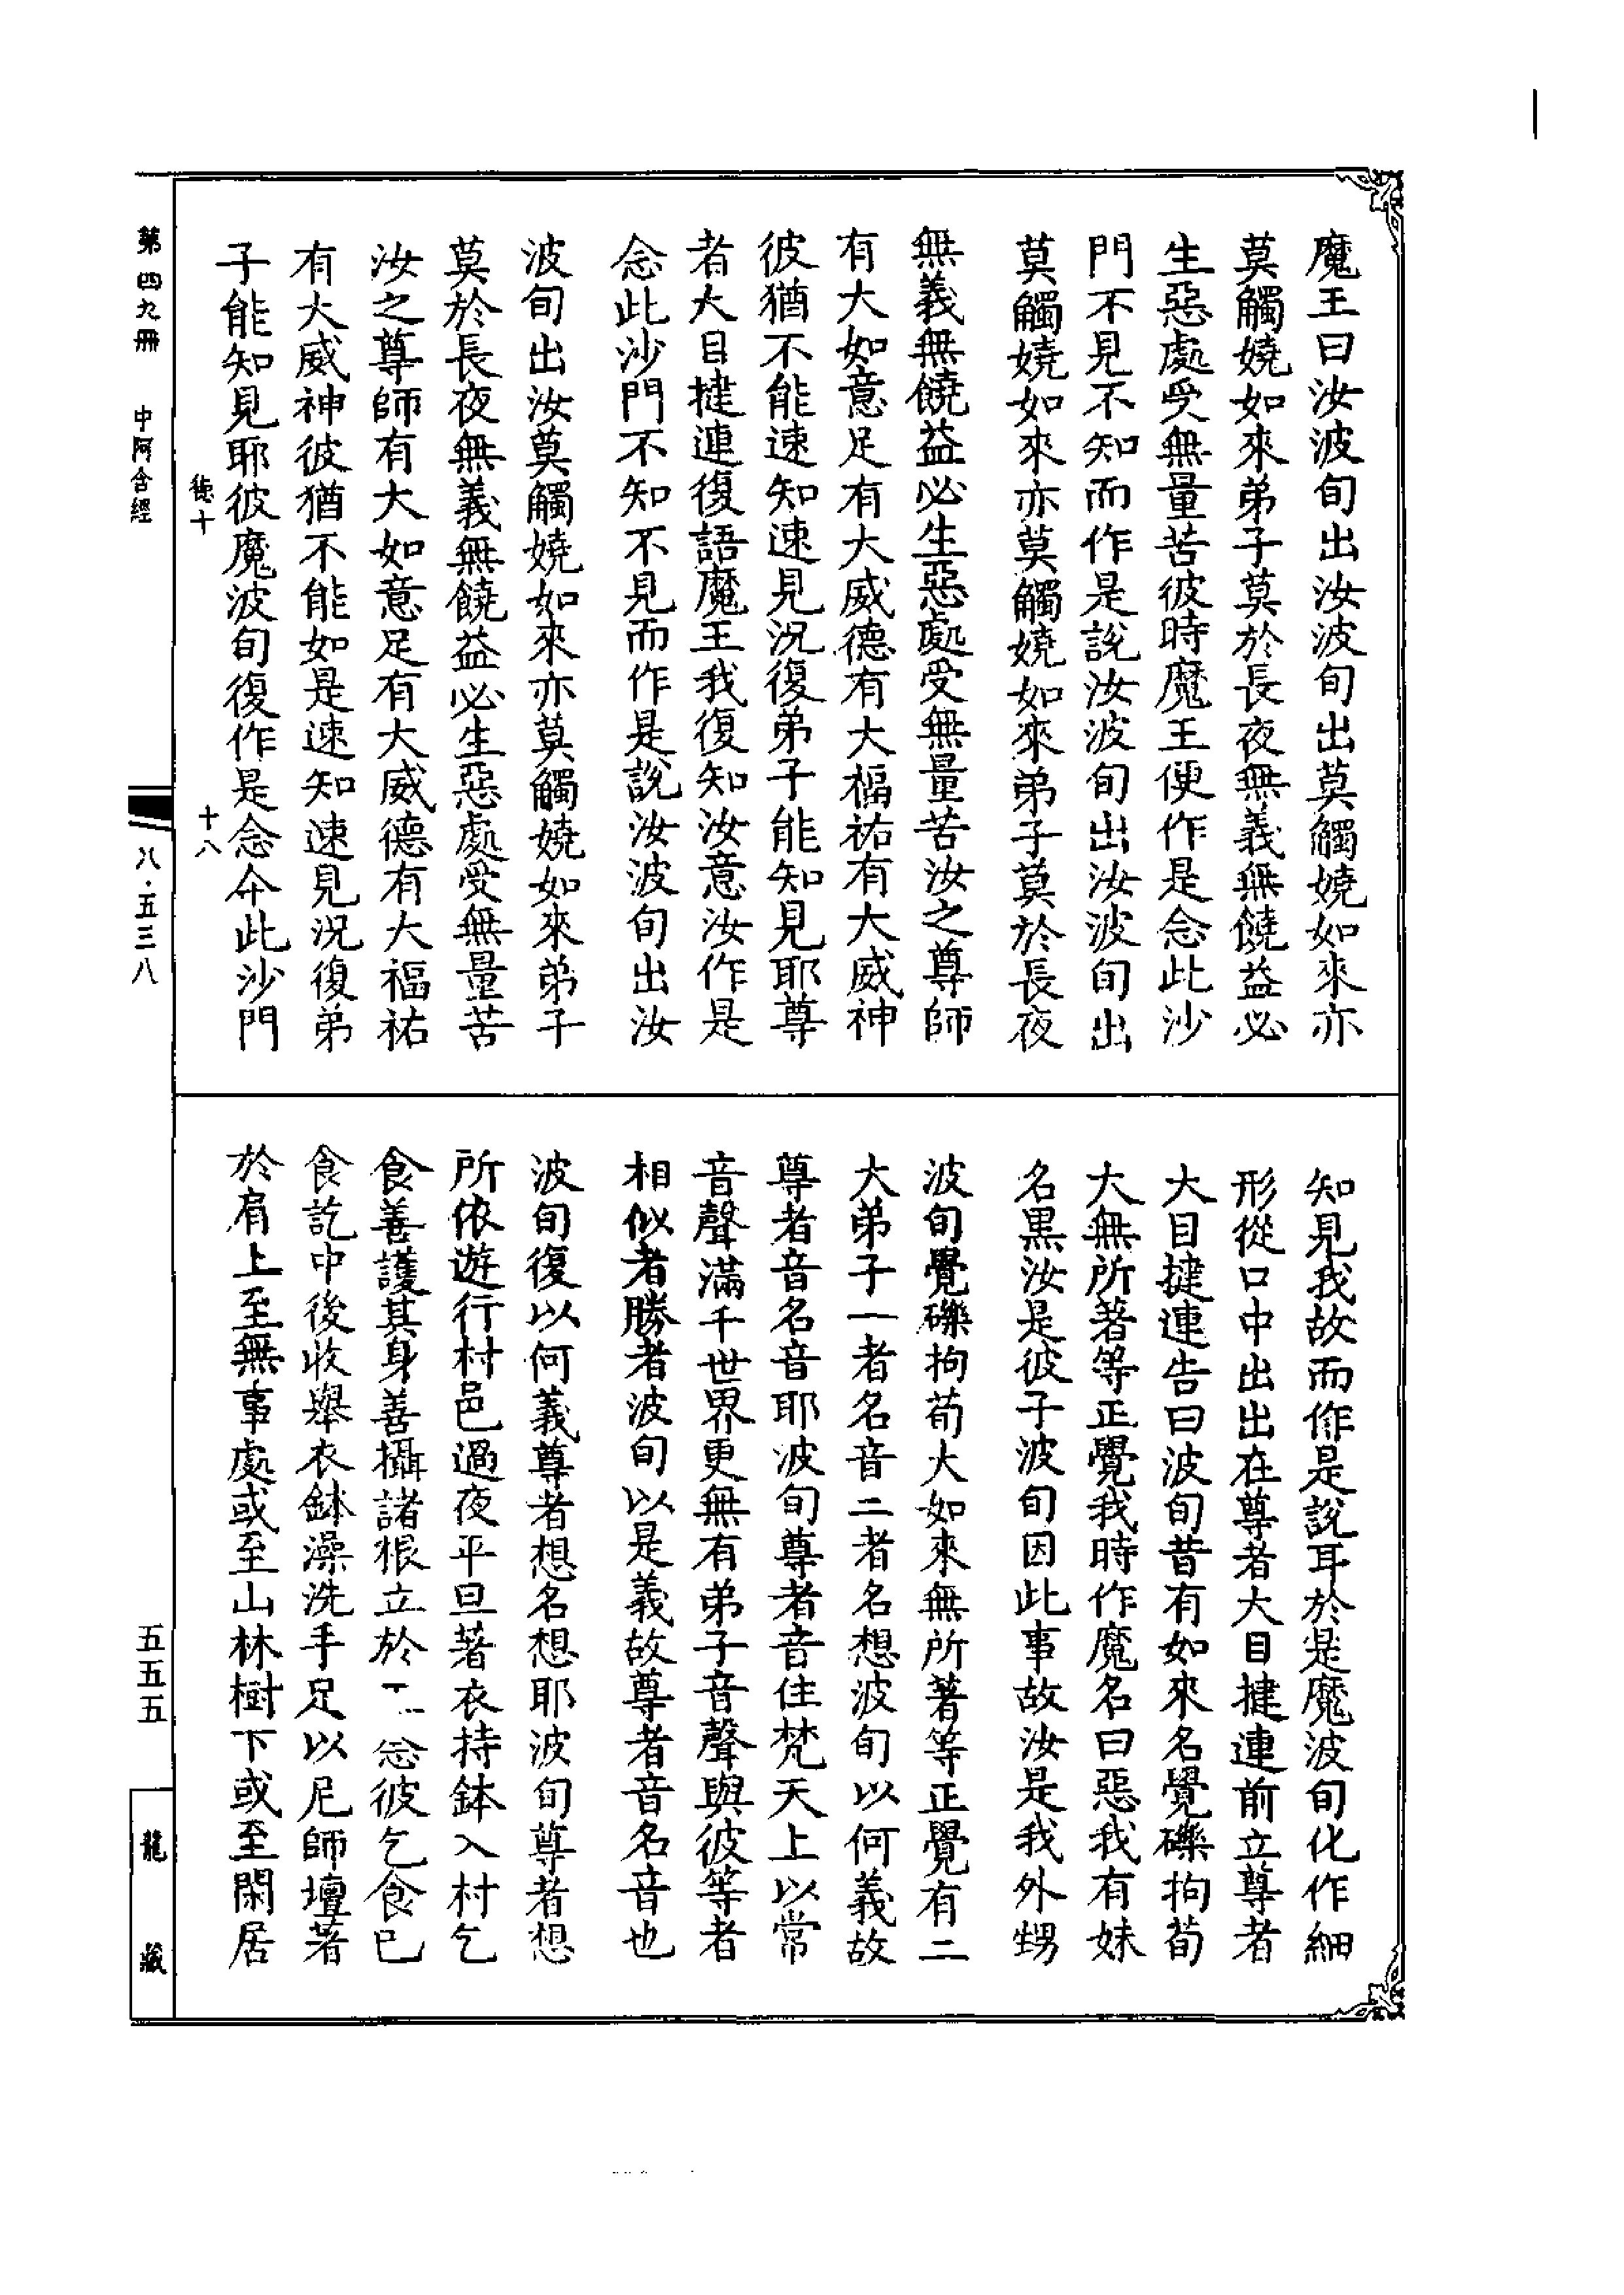 魔王曰汝波旬出汝波旬出莫觸嬈如來亦
莫觸嬈如來弟子莫於長夜無義無饒益必
生惡處受無量苦彼時魔王便作是念此沙
門不見不知而作是說汝波旬出汝波旬出
莫觸嬈如來亦莫觸嬈如來弟子莫於長夜
無義無饒益必生惡處受無量苦汝之尊師
有大如意足有大威德有大福祐有大威神
彼猶不能速知速見況復弟子能知見耶尊
者大目揵連復語魔王我復知汝意汝作是
念此沙門不知不見而作是說汝波旬出汝
波旬出汝莫觸嬈如來亦莫觸嬈如來弟子
莫於長夜無義無饒益必生惡處受無量苦
汝之尊師有大如意足有大威德有大福祐
有大威神彼猶不能如是速知速見況復弟
子能知見耶彼魔波旬復作是念今此沙門
知見我故而作是說耳於是魔波旬化作細
形從口中出出在尊者大目揵連前立尊者
大目揵連告曰波旬昔有如來名覺礫拘荀
大無所著等正覺我時作魔名曰惡我有妹
名黑汝是彼子波旬因此事故汝是我外甥
波旬覺礫拘荀大如來無所著等正覺有二
大弟子一者名音二者名想波旬以何義故
尊者音名音耶波旬尊者音住梵天上以常
音聲滿千世界更無有弟子音聲與彼等者
相似者勝者波旬以是義故尊者音名音也
波旬復以何義尊者想名想耶波旬尊者想
所依遊行村邑過夜平旦著衣持鉢入村乞
食善護其身善攝諸根立於念彼乞食已
食訖中後收舉衣鉢澡洗手足以尼師壇著
於肩上至無事處或至山林樹下或至閑居
德十
十八
第四九冊 中阿含經
八·五三八
五五五
龍藏